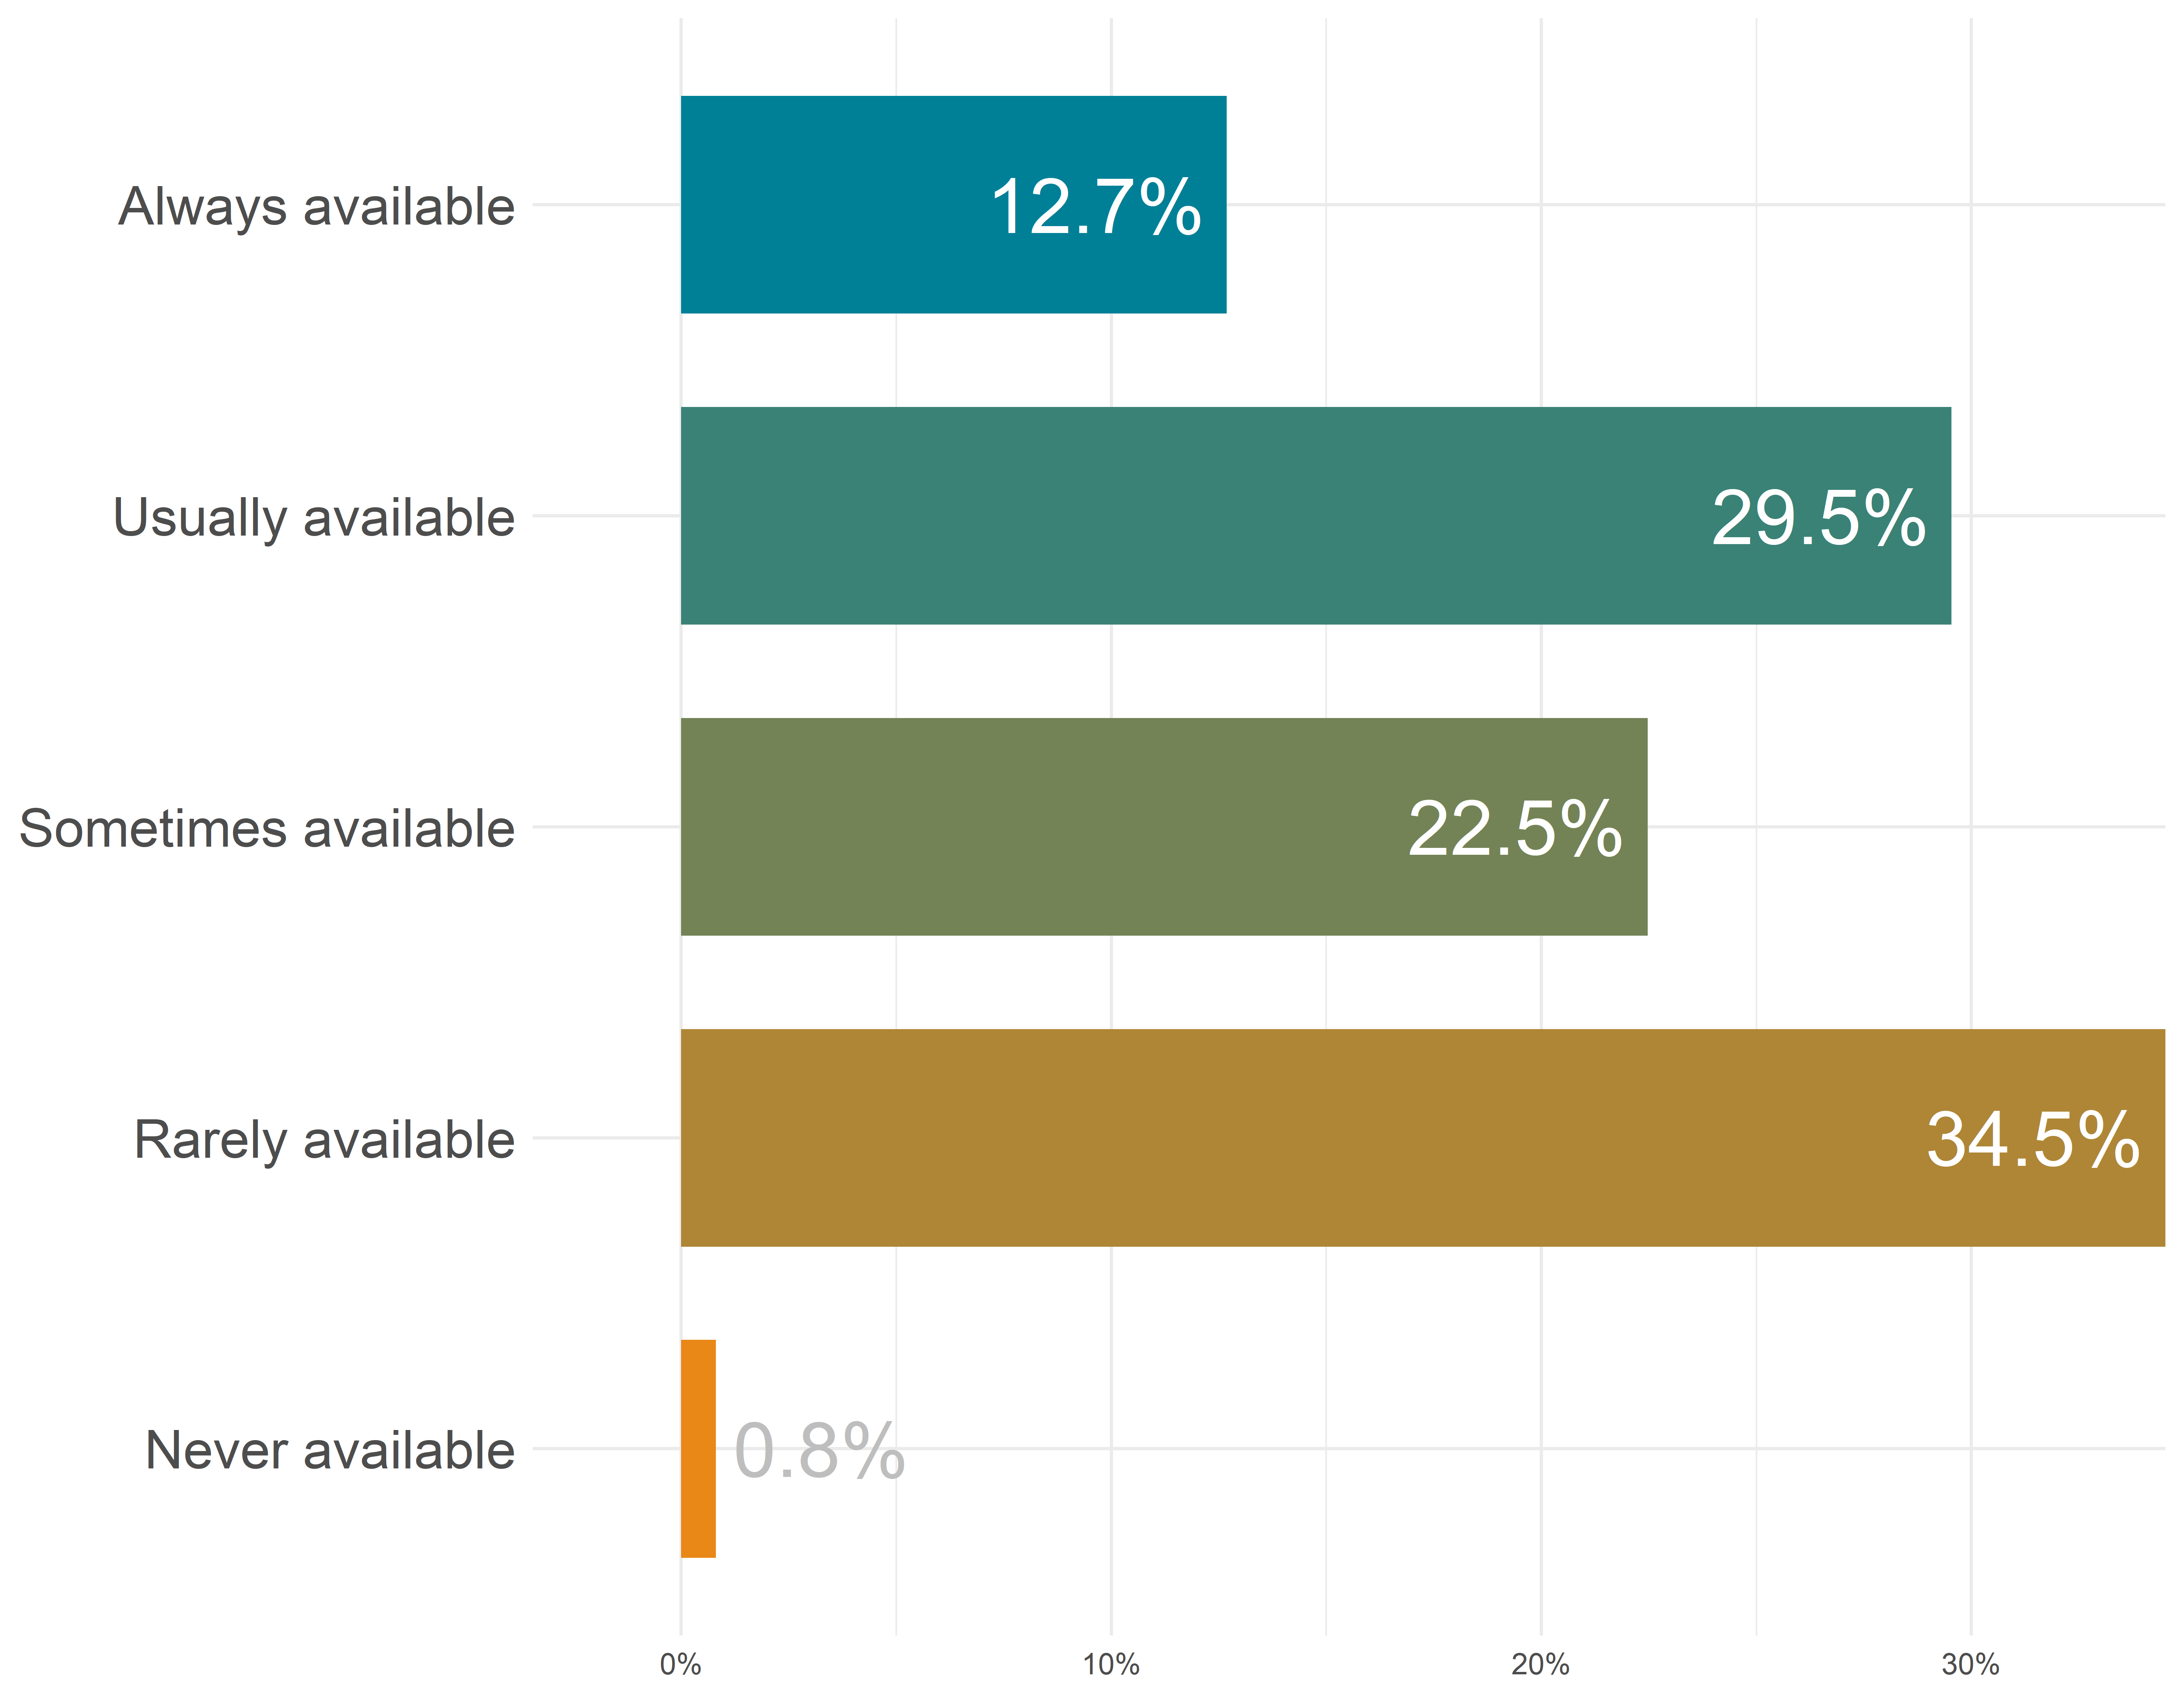 Always available
12.7%
Usually available
29.5%
Sometimes available
22.5%
Rarely available
34.5%
Never available
0.8%
0%
10%
20%
30%